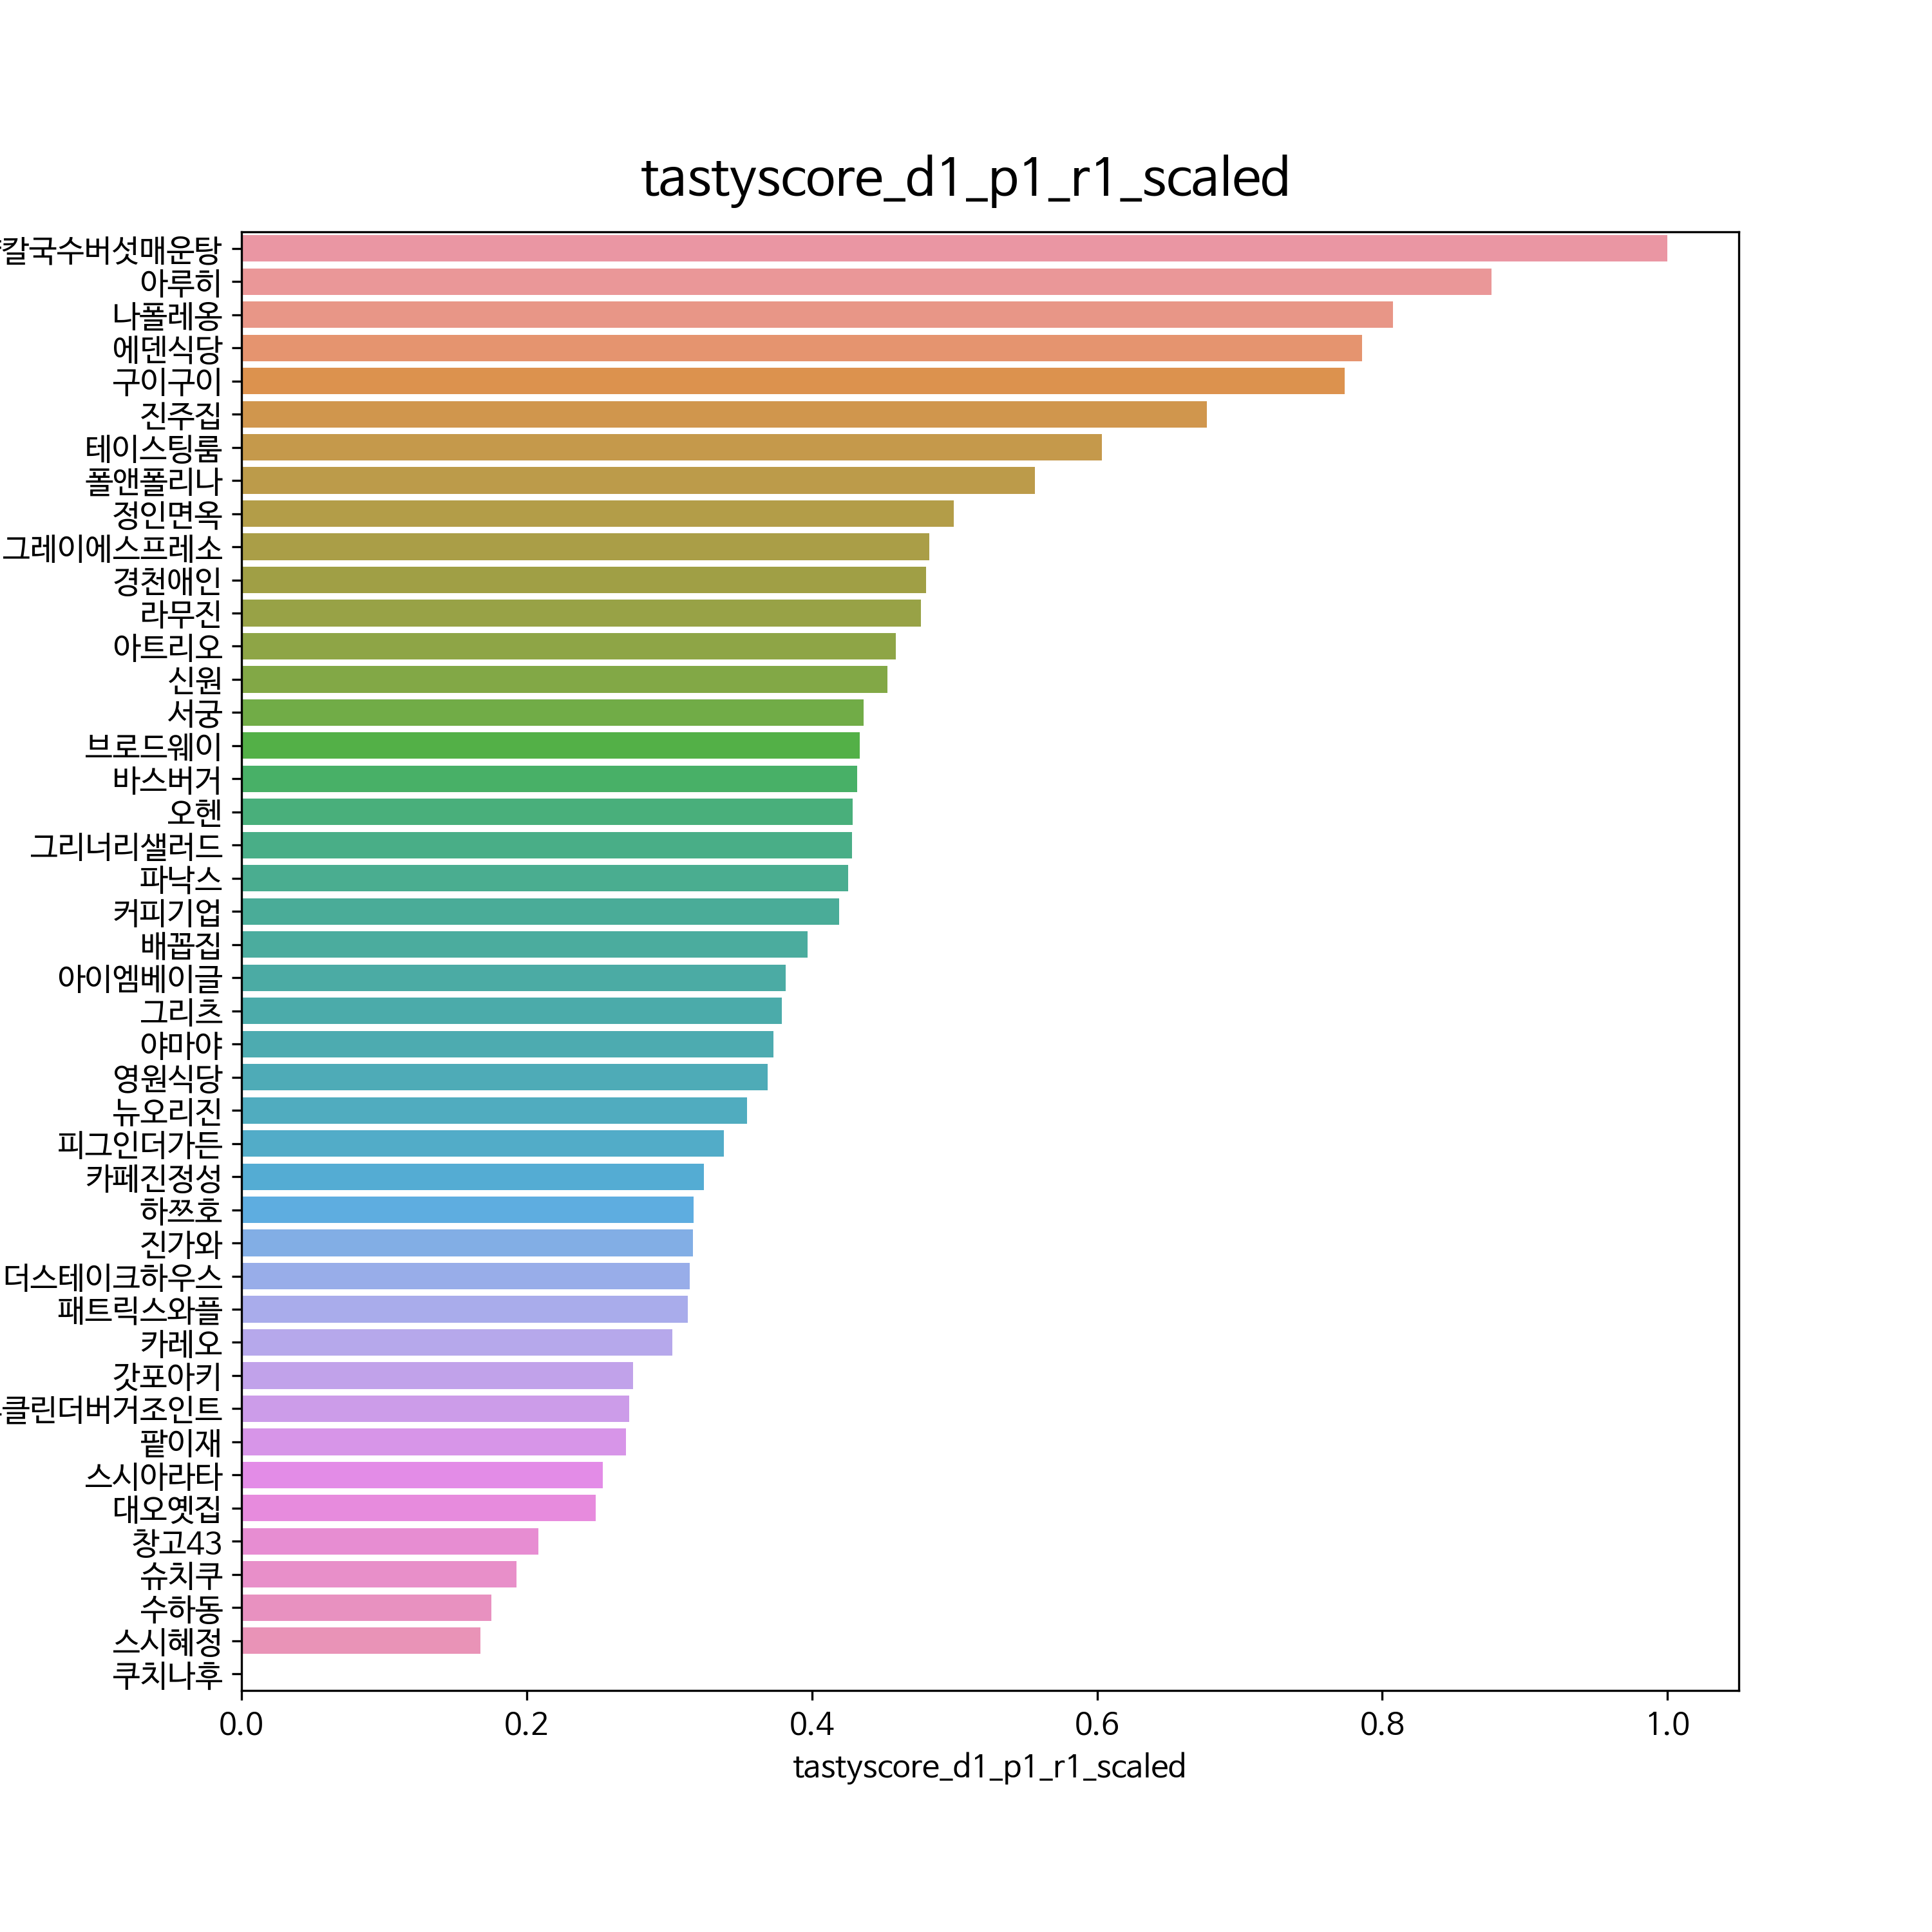 tastyscore_d1_p1_r1_scaled
칼국수버섯매운탕
아루히
나폴레옹
에덴식당
구이구이
진주집
테이스팅룸
폴앤폴리나
정인면옥
그레이에스프레소
경천애인
라무진
아트리오
신원
서궁
브로드웨이
바스버거
오헨
그리너리샐러드
파낙스
커피기업
배꼽집
아이엠베이글
그리츠
야마야
영원식당
뉴오리진
피그인더가든
카페진정성
하쯔호
진가와
더스테이크하우스
패트릭스와플
카레오
갓포아키
클린더버거조인트
팥이재
스시아라타
대오옛집
창고43
슈치쿠
수하동
스시혜정
쿠치나후
0.0 0.2 0.4 0.6 0.8 1.0
tastyscore_d1_p1_r1_scaled